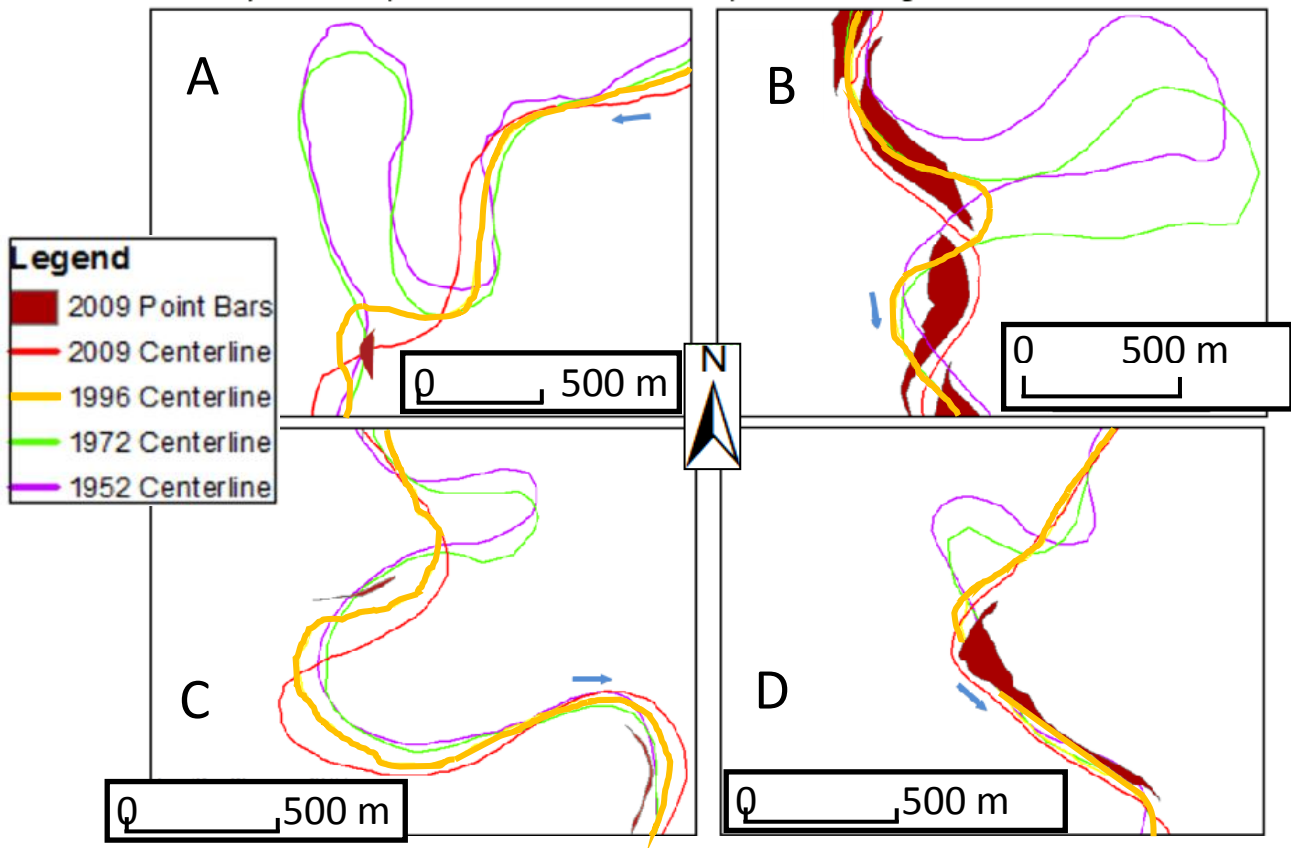 A
B
Legend
2009 Point Bars
2009 Centerline
1996 Centerline
1972 Centerline
1952 Centerline
0 500 m
N
0 500 m
C
D
0 500 m
0 500 m